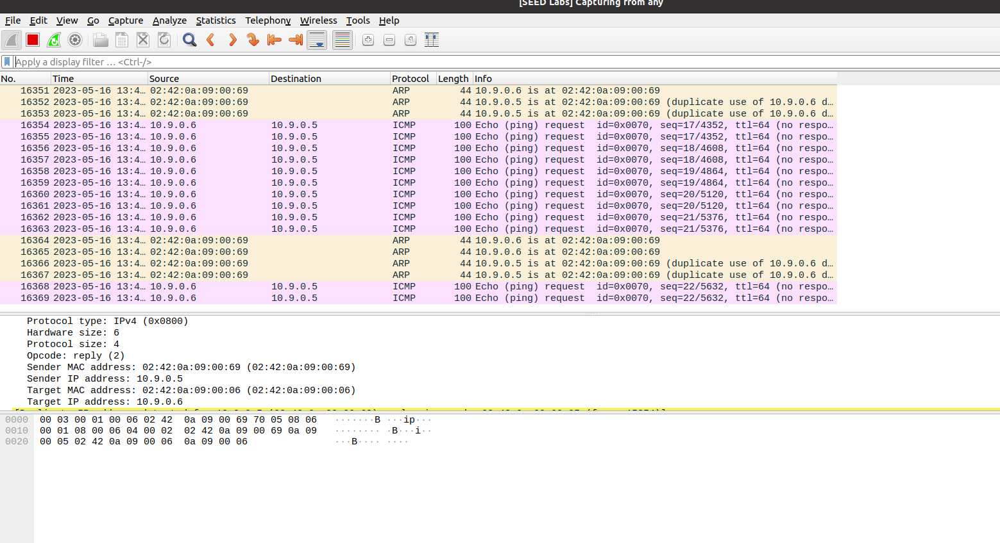 [SEED Labs] Capturing from any
File Edit View Go Capture Analyze Statistics Telephony Wireless Tools Help
Apply a display filter … <Ctrl-/>
No. Time Source Destination Protocol Length Info
16351 2023-05-16 13:4… 02:42:0a:09:00:69 ARP 44 10.9.0.6 is at 02:42:0a:09:00:69
16352 2023-05-16 13:4… 02:42:0a:09:00:69 ARP 44 10.9.0.5 is at 02:42:0a:09:00:69 (duplicate use of 10.9.0.6 d…
16353 2023-05-16 13:4… 02:42:0a:09:00:69 ARP 44 10.9.0.5 is at 02:42:0a:09:00:69 (duplicate use of 10.9.0.6 d…
16354 2023-05-16 13:4… 10.9.0.6 10.9.0.5 ICMP 100 Echo (ping) request id=0x0070, seq=17/4352, ttl=64 (no respo…
16355 2023-05-16 13:4… 10.9.0.6 10.9.0.5 ICMP 100 Echo (ping) request id=0x0070, seq=17/4352, ttl=64 (no respo…
16356 2023-05-16 13:4… 10.9.0.6 10.9.0.5 ICMP 100 Echo (ping) request id=0x0070, seq=18/4608, ttl=64 (no respo…
16357 2023-05-16 13:4… 10.9.0.6 10.9.0.5 ICMP 100 Echo (ping) request id=0x0070, seq=18/4608, ttl=64 (no respo…
16358 2023-05-16 13:4… 10.9.0.6 10.9.0.5 ICMP 100 Echo (ping) request id=0x0070, seq=19/4864, ttl=64 (no respo…
16359 2023-05-16 13:4… 10.9.0.6 10.9.0.5 ICMP 100 Echo (ping) request id=0x0070, seq=19/4864, ttl=64 (no respo…
16360 2023-05-16 13:4… 10.9.0.6 10.9.0.5 ICMP 100 Echo (ping) request id=0x0070, seq=20/5120, ttl=64 (no respo…
16361 2023-05-16 13:4… 10.9.0.6 10.9.0.5 ICMP 100 Echo (ping) request id=0x0070, seq=20/5120, ttl=64 (no respo…
16362 2023-05-16 13:4… 10.9.0.6 10.9.0.5 ICMP 100 Echo (ping) request id=0x0070, seq=21/5376, ttl=64 (no respo…
16363 2023-05-16 13:4… 10.9.0.6 10.9.0.5 ICMP 100 Echo (ping) request id=0x0070, seq=21/5376, ttl=64 (no respo…
16364 2023-05-16 13:4… 02:42:0a:09:00:69 ARP 44 10.9.0.6 is at 02:42:0a:09:00:69
16365 2023-05-16 13:4… 02:42:0a:09:00:69 ARP 44 10.9.0.6 is at 02:42:0a:09:00:69
16366 2023-05-16 13:4… 02:42:0a:09:00:69 ARP 44 10.9.0.5 is at 02:42:0a:09:00:69 (duplicate use of 10.9.0.6 d…
16367 2023-05-16 13:4… 02:42:0a:09:00:69 ARP 44 10.9.0.5 is at 02:42:0a:09:00:69 (duplicate use of 10.9.0.6 d…
16368 2023-05-16 13:4… 10.9.0.6 10.9.0.5 ICMP 100 Echo (ping) request id=0x0070, seq=22/5632, ttl=64 (no respo…
16369 2023-05-16 13:4… 10.9.0.6 10.9.0.5 ICMP 100 Echo (ping) request id=0x0070, seq=22/5632, ttl=64 (no respo…
Protocol type: IPv4 (0x0800)
Hardware size: 6
Protocol size: 4
Opcode: reply (2)
Sender MAC address: 02:42:0a:09:00:69 (02:42:0a:09:00:69)
Sender IP address: 10.9.0.5
Target MAC address: 02:42:0a:09:00:06 (02:42:0a:09:00:06)
Target IP address: 10.9.0.6
0000 00 03 00 01 00 06 02 42 0a 09 00 69 70 05 08 06 ·······B ···ip···
0010 00 01 08 00 06 04 00 02 02 42 0a 09 00 69 0a 09 ········ ·B···i··
0020 00 05 02 42 0a 09 00 06 0a 09 00 06 ···B···· ····